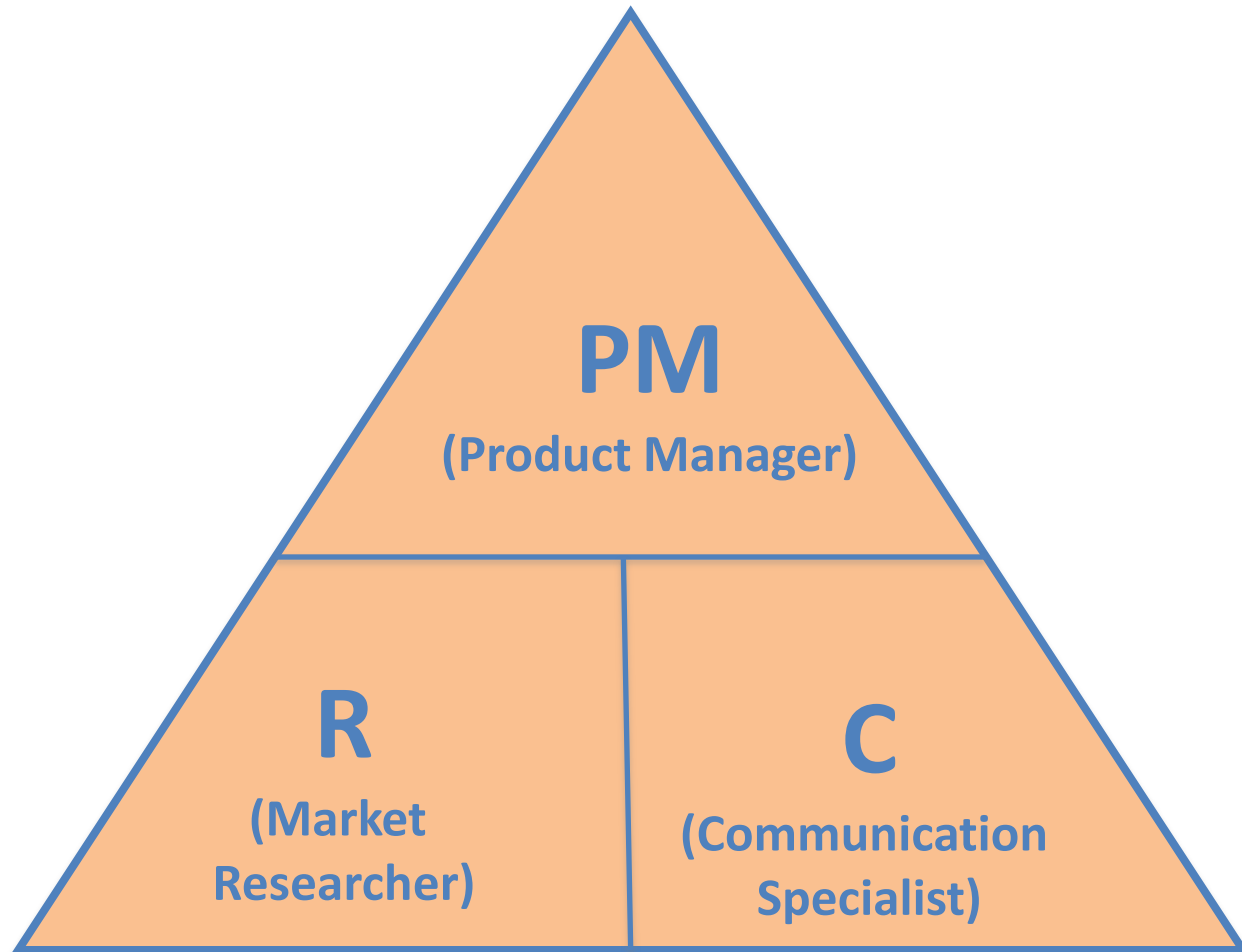 PM
(Product Manager)
R
(Market
Researcher)
C
(Communication
Specialist)